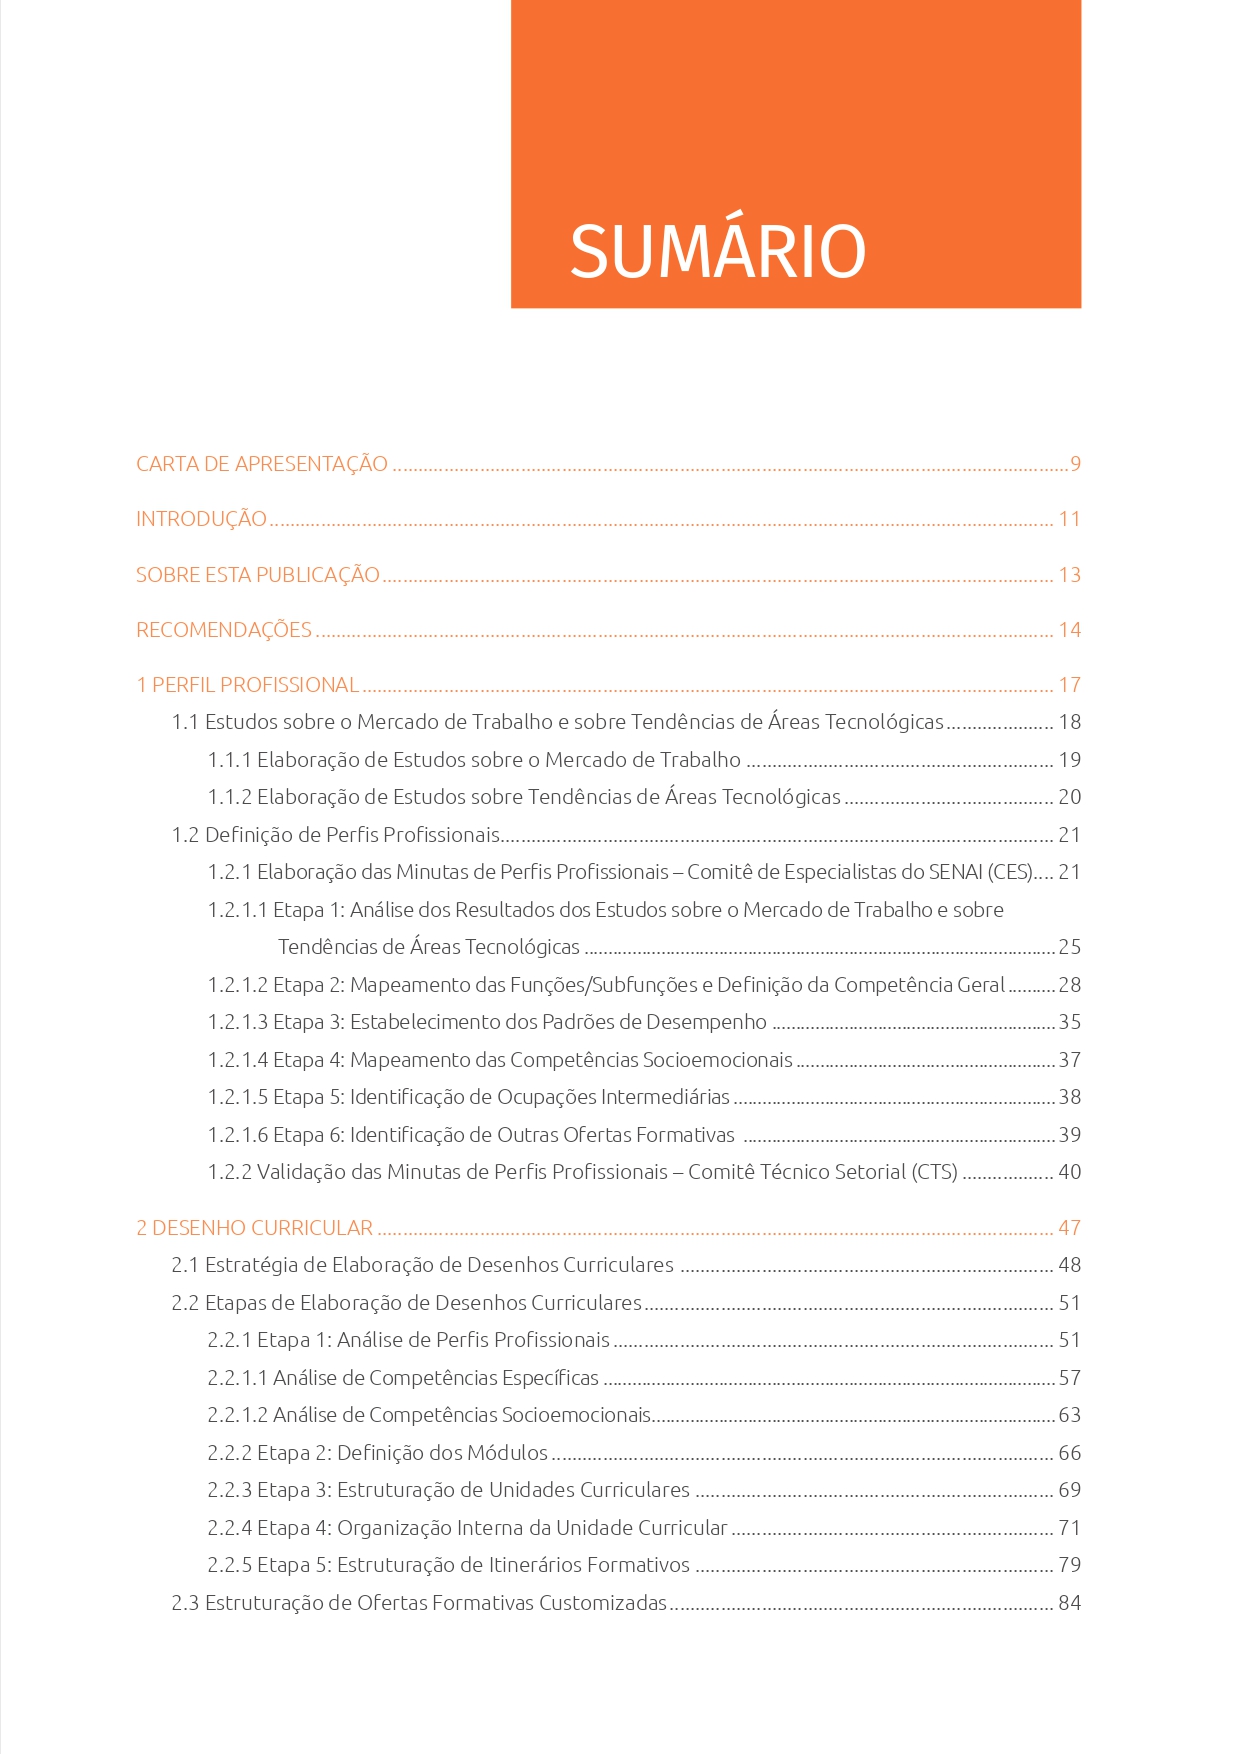 SUMÁRIO
CARTA DE APRESENTAÇÃO ........................................................................................................................................9
INTRODUÇÃO............................................................................................................................................................ 11
SOBRE ESTA PUBLICAÇÃO..................................................................................................................................... 13
RECOMENDAÇÕES .................................................................................................................................................. 14
1 PERFIL PROFISSIONAL......................................................................................................................................... 17
1.1 Estudos sobre o Mercado de Trabalho e sobre Tendências de Áreas Tecnológicas..................... 18
1.1.1 Elaboração de Estudos sobre o Mercado de Trabalho ............................................................ 19
1.1.2 Elaboração de Estudos sobre Tendências de Áreas Tecnológicas......................................... 20
1.2 Definição de Perfis Profissionais............................................................................................................ 21
1.2.1 Elaboração das Minutas de Perfis Profissionais – Comitê de Especialistas do SENAI (CES).... 21
1.2.1.1 Etapa 1: Análise dos Resultados dos Estudos sobre o Mercado de Trabalho e sobre
Tendências de Áreas Tecnológicas ..................................................................................................25
1.2.1.2 Etapa 2: Mapeamento das Funções/Subfunções e Definição da Competência Geral..........28
1.2.1.3 Etapa 3: Estabelecimento dos Padrões de Desempenho ...........................................................35
1.2.1.4 Etapa 4: Mapeamento das Competências Socioemocionais......................................................37
1.2.1.5 Etapa 5: Identificação de Ocupações Intermediárias...................................................................38
1.2.1.6 Etapa 6: Identificação de Outras Ofertas Formativas .................................................................39
1.2.2 Validação das Minutas de Perfis Profissionais – Comitê Técnico Setorial (CTS) .................. 40
2 DESENHO CURRICULAR ..................................................................................................................................... 47
2.1 Estratégia de Elaboração de Desenhos Curriculares ......................................................................... 48
2.2 Etapas de Elaboração de Desenhos Curriculares................................................................................ 51
2.2.1 Etapa 1: Análise de Perfis Profissionais...................................................................................... 51
2.2.1.1 Análise de Competências Específicas ..............................................................................................57
2.2.1.2 Análise de Competências Socioemocionais....................................................................................63
2.2.2 Etapa 2: Definição dos Módulos.................................................................................................. 66
2.2.3 Etapa 3: Estruturação de Unidades Curriculares ...................................................................... 69
2.2.4 Etapa 4: Organização Interna da Unidade Curricular............................................................... 71
2.2.5 Etapa 5: Estruturação de Itinerários Formativos ...................................................................... 79
2.3 Estruturação de Ofertas Formativas Customizadas........................................................................... 84